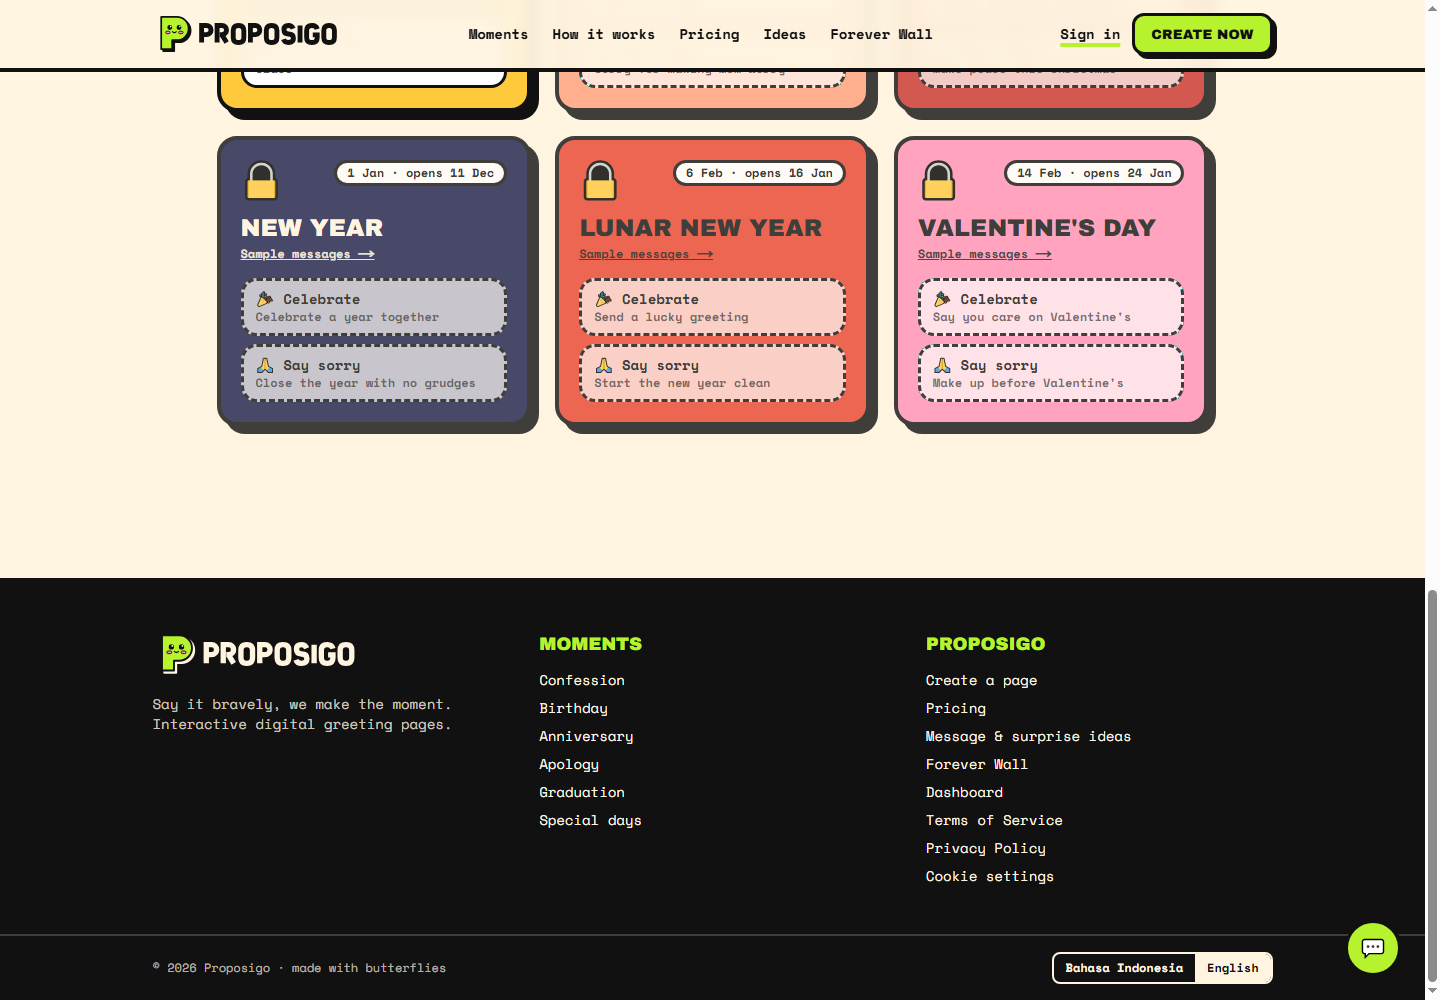 PROPOSIGO
Moments
How it works
Pricing
Ideas
Forever Wall
Sign in
CREATE NOW
1 Jan · opens 11 Dec
NEW YEAR
Sample messages →
Celebrate
Celebrate a year together
Say sorry
Close the year with no grudges
6 Feb · opens 16 Jan
LUNAR NEW YEAR
Sample messages →
Celebrate
Send a lucky greeting
Say sorry
Start the new year clean
14 Feb · opens 24 Jan
VALENTINE'S DAY
Sample messages →
Celebrate
Say you care on Valentine's
Say sorry
Make up before Valentine's
PROPOSIGO
Say it bravely, we make the moment.
Interactive digital greeting pages.
MOMENTS
Confession
Birthday
Anniversary
Apology
Graduation
Special days
PROPOSIGO
Create a page
Pricing
Message & surprise ideas
Forever Wall
Dashboard
Terms of Service
Privacy Policy
Cookie settings
© 2026 Proposigo · made with butterflies
Bahasa Indonesia
English